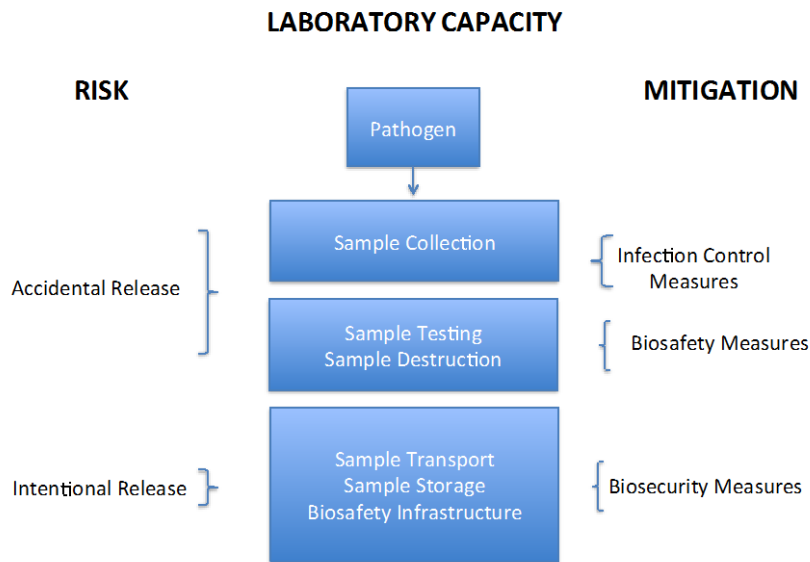 LABORATORY CAPACITY
RISK
MITIGATION
Pathogen
Sample Collection
Infection Control
Measures
Accidental Release
Sample Testing
Sample Destruction
Biosafety Measures
Sample Transport
Sample Storage
Biosafety Infrastructure
Intentional Release
Biosecurity Measures